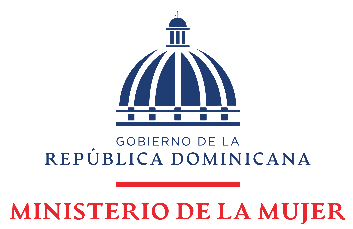 GOBIERNO DE LA
REPÚBLICA DOMINICANA
MINISTERIO DE LA MUJER